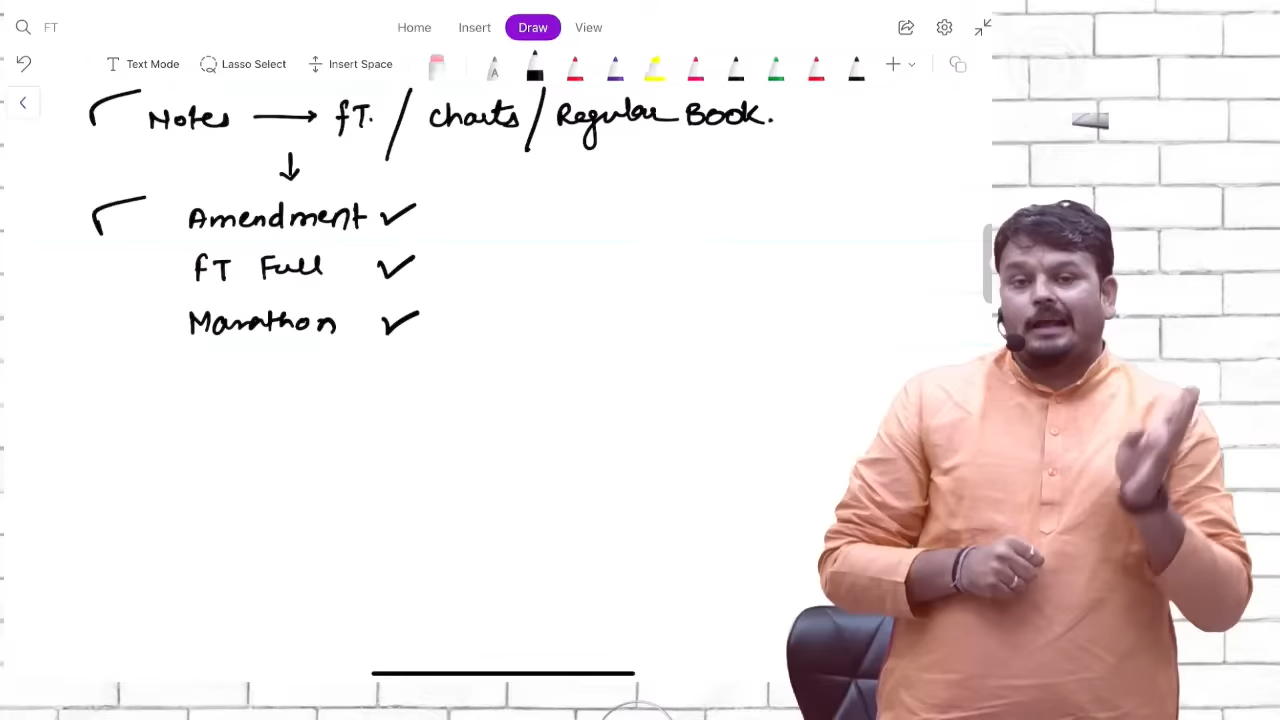 FT
Home Insert Draw View
Text Mode Lasso Select Insert Space
A
Notes → fT. / Charts / Regular Book.
↓
Amendment ✓
fT Full ✓
Marathon ✓